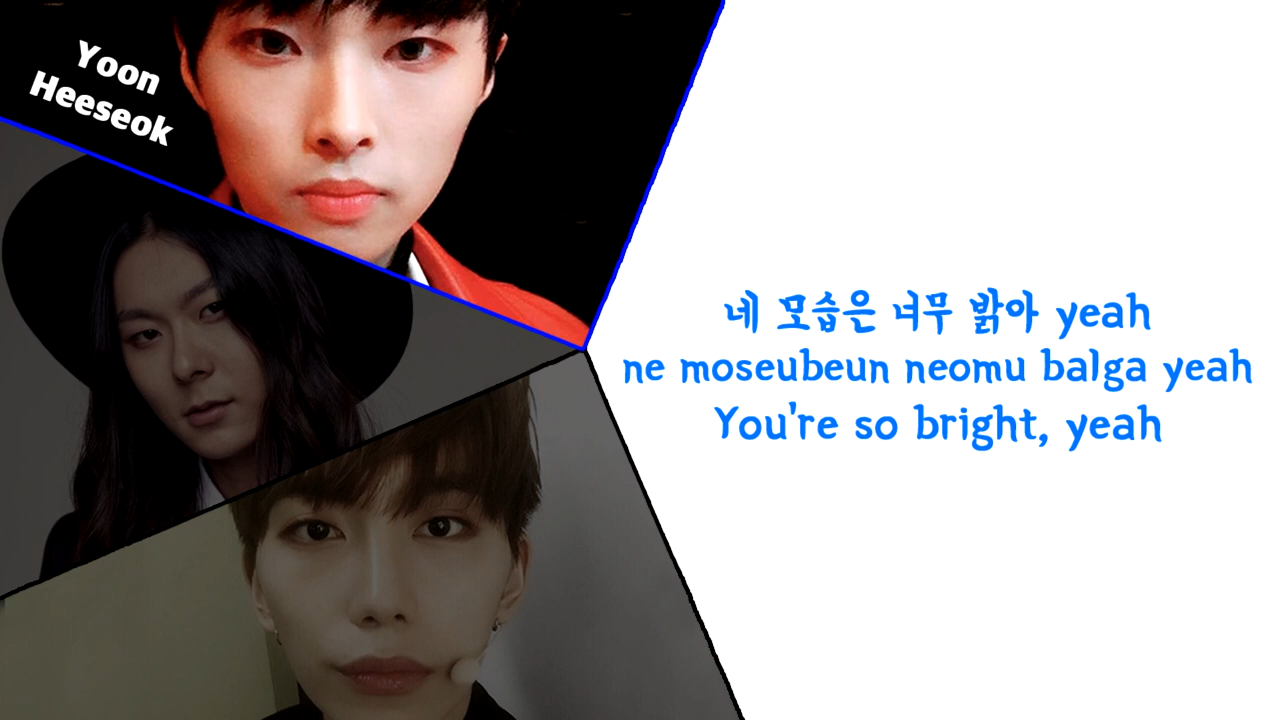 Yoon
Heeseok
네 모습은 너무 밝아 yeah
ne moseubeun neomu balga yeah
You're so bright, yeah